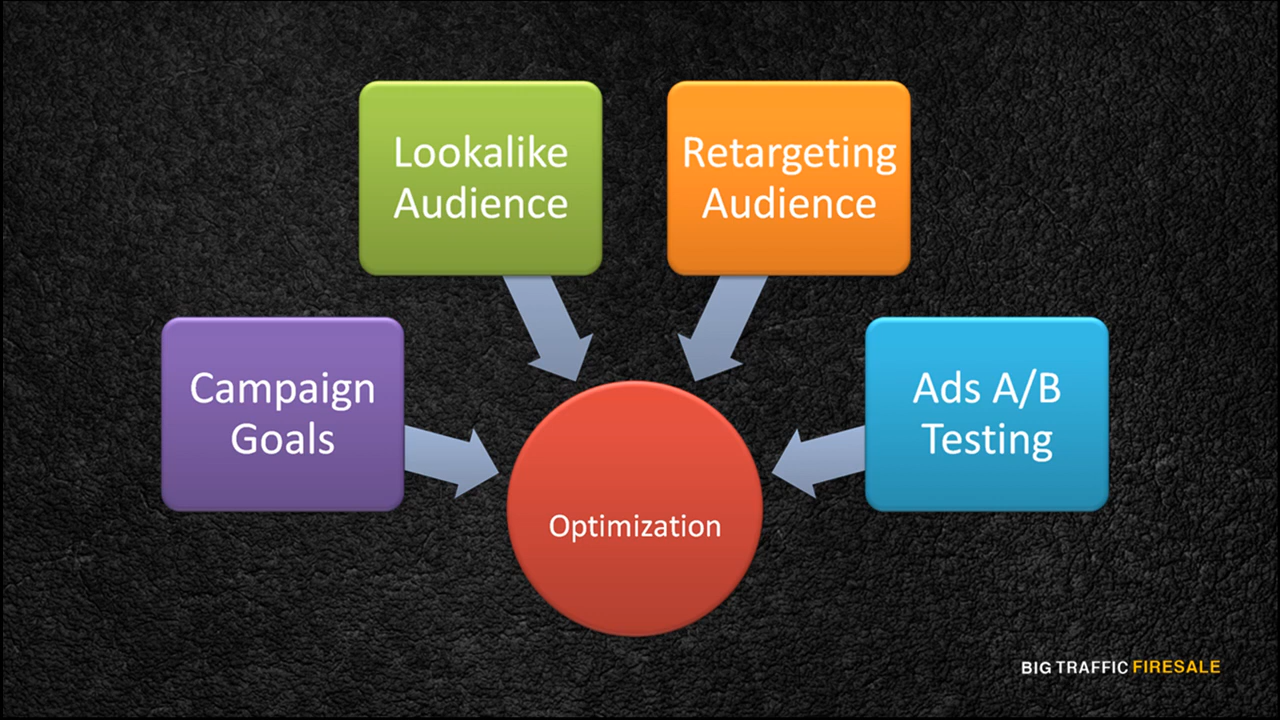 Lookalike
Audience
Retargeting
Audience
Campaign
Goals
Ads A/B
Testing
Optimization
BIG TRAFFIC FIRESALE